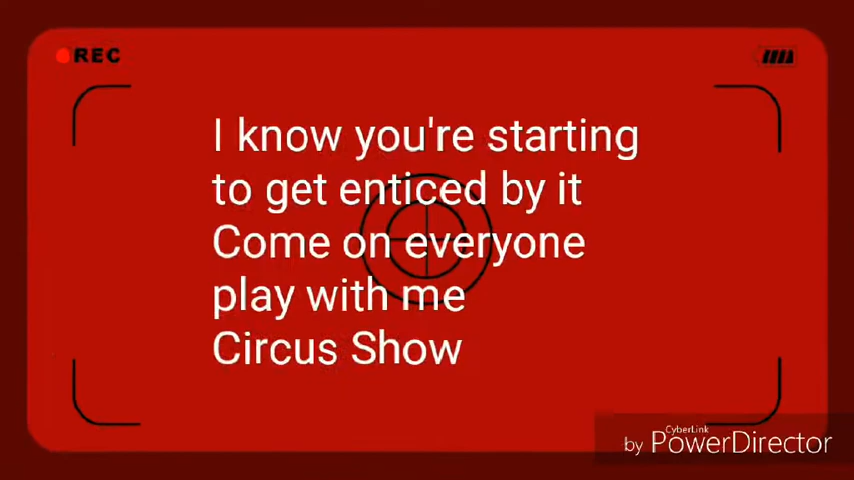 REC
I know you're starting
to get enticed by it
Come on everyone
play with me
Circus Show
CyberLink
by PowerDirector